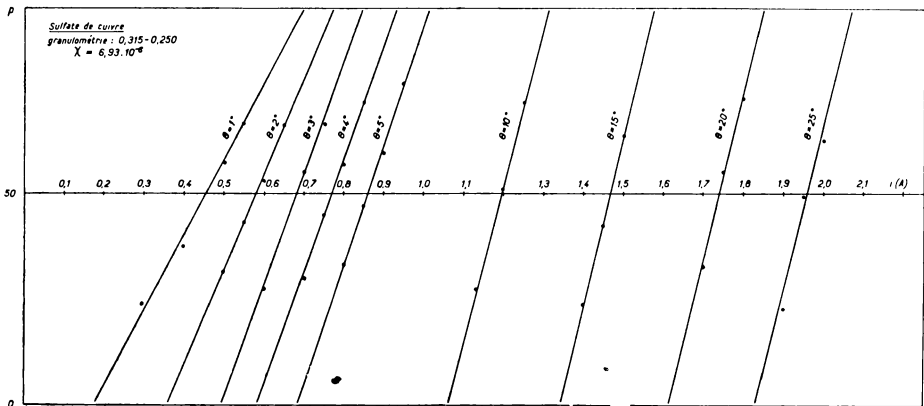 P
Sulfate de cuivre
granulométrie : 0,315-0,250
χ = 6,93.10⁻⁶
θ=1°
θ=2°
θ=3°
θ=4°
θ=5°
θ=10°
θ=15°
θ=20°
θ=25°
50
0,1 0,2 0,3 0,4 0,5 0,6 0,7 0,8 0,9 1,0 1,1 1,2 1,3 1,4 1,5 1,6 1,7 1,8 1,9 2,0 2,1 i (A)
0